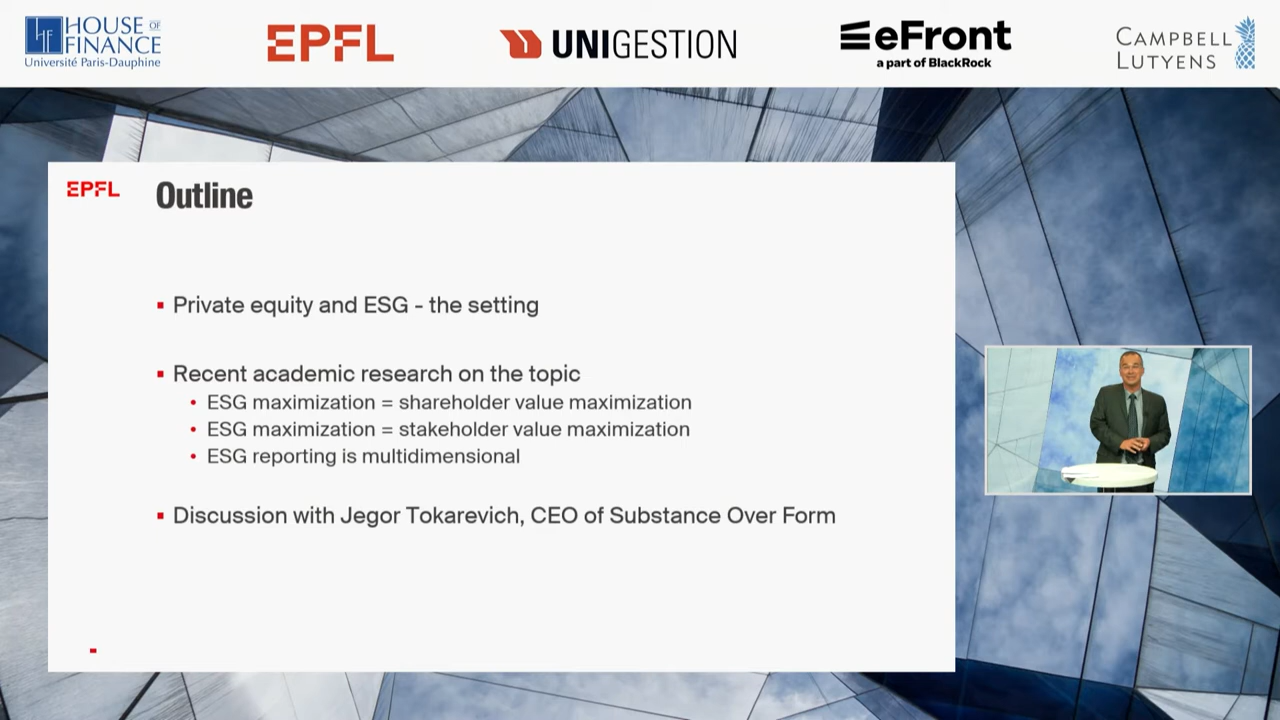 HOUSE OF
FINANCE
Université Paris-Dauphine
EPFL
UNIGESTION
eFront
a part of BlackRock
CAMPBELL
LUTYENS
EPFL
Outline
Private equity and ESG - the setting
Recent academic research on the topic
ESG maximization = shareholder value maximization
ESG maximization = stakeholder value maximization
ESG reporting is multidimensional
Discussion with Jegor Tokarevich, CEO of Substance Over Form